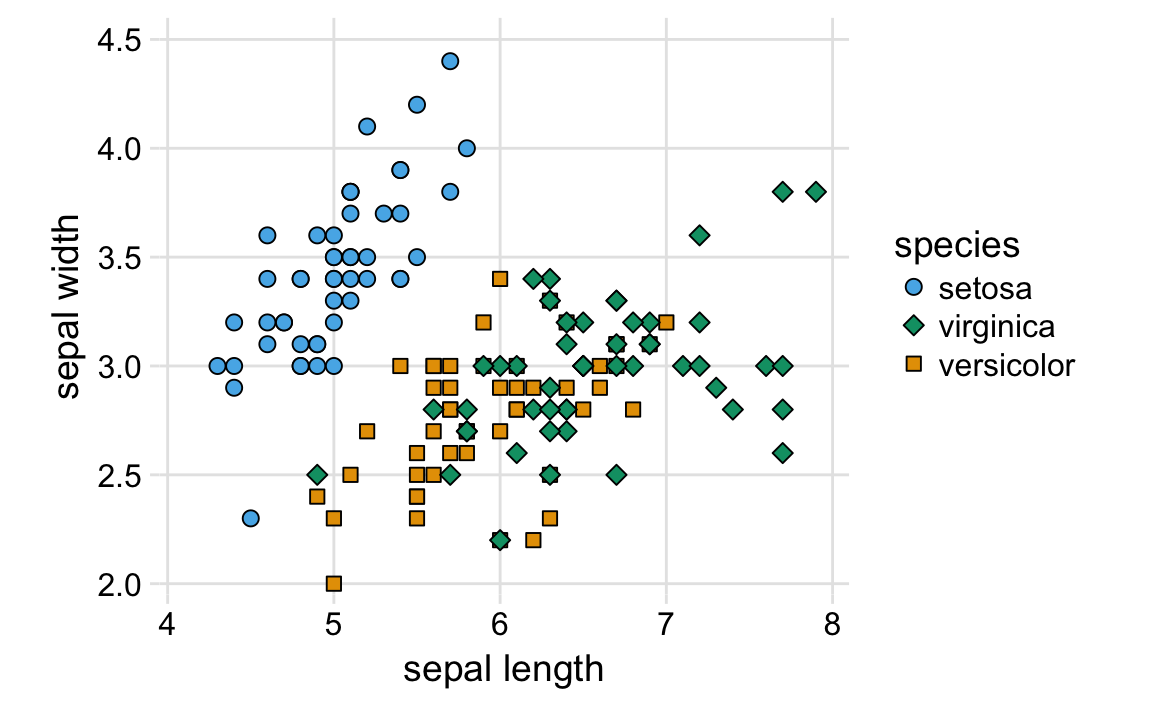 4.5
4.0
3.5
3.0
2.5
2.0
sepal width
4 5 6 7 8
sepal length
species
setosa
virginica
versicolor